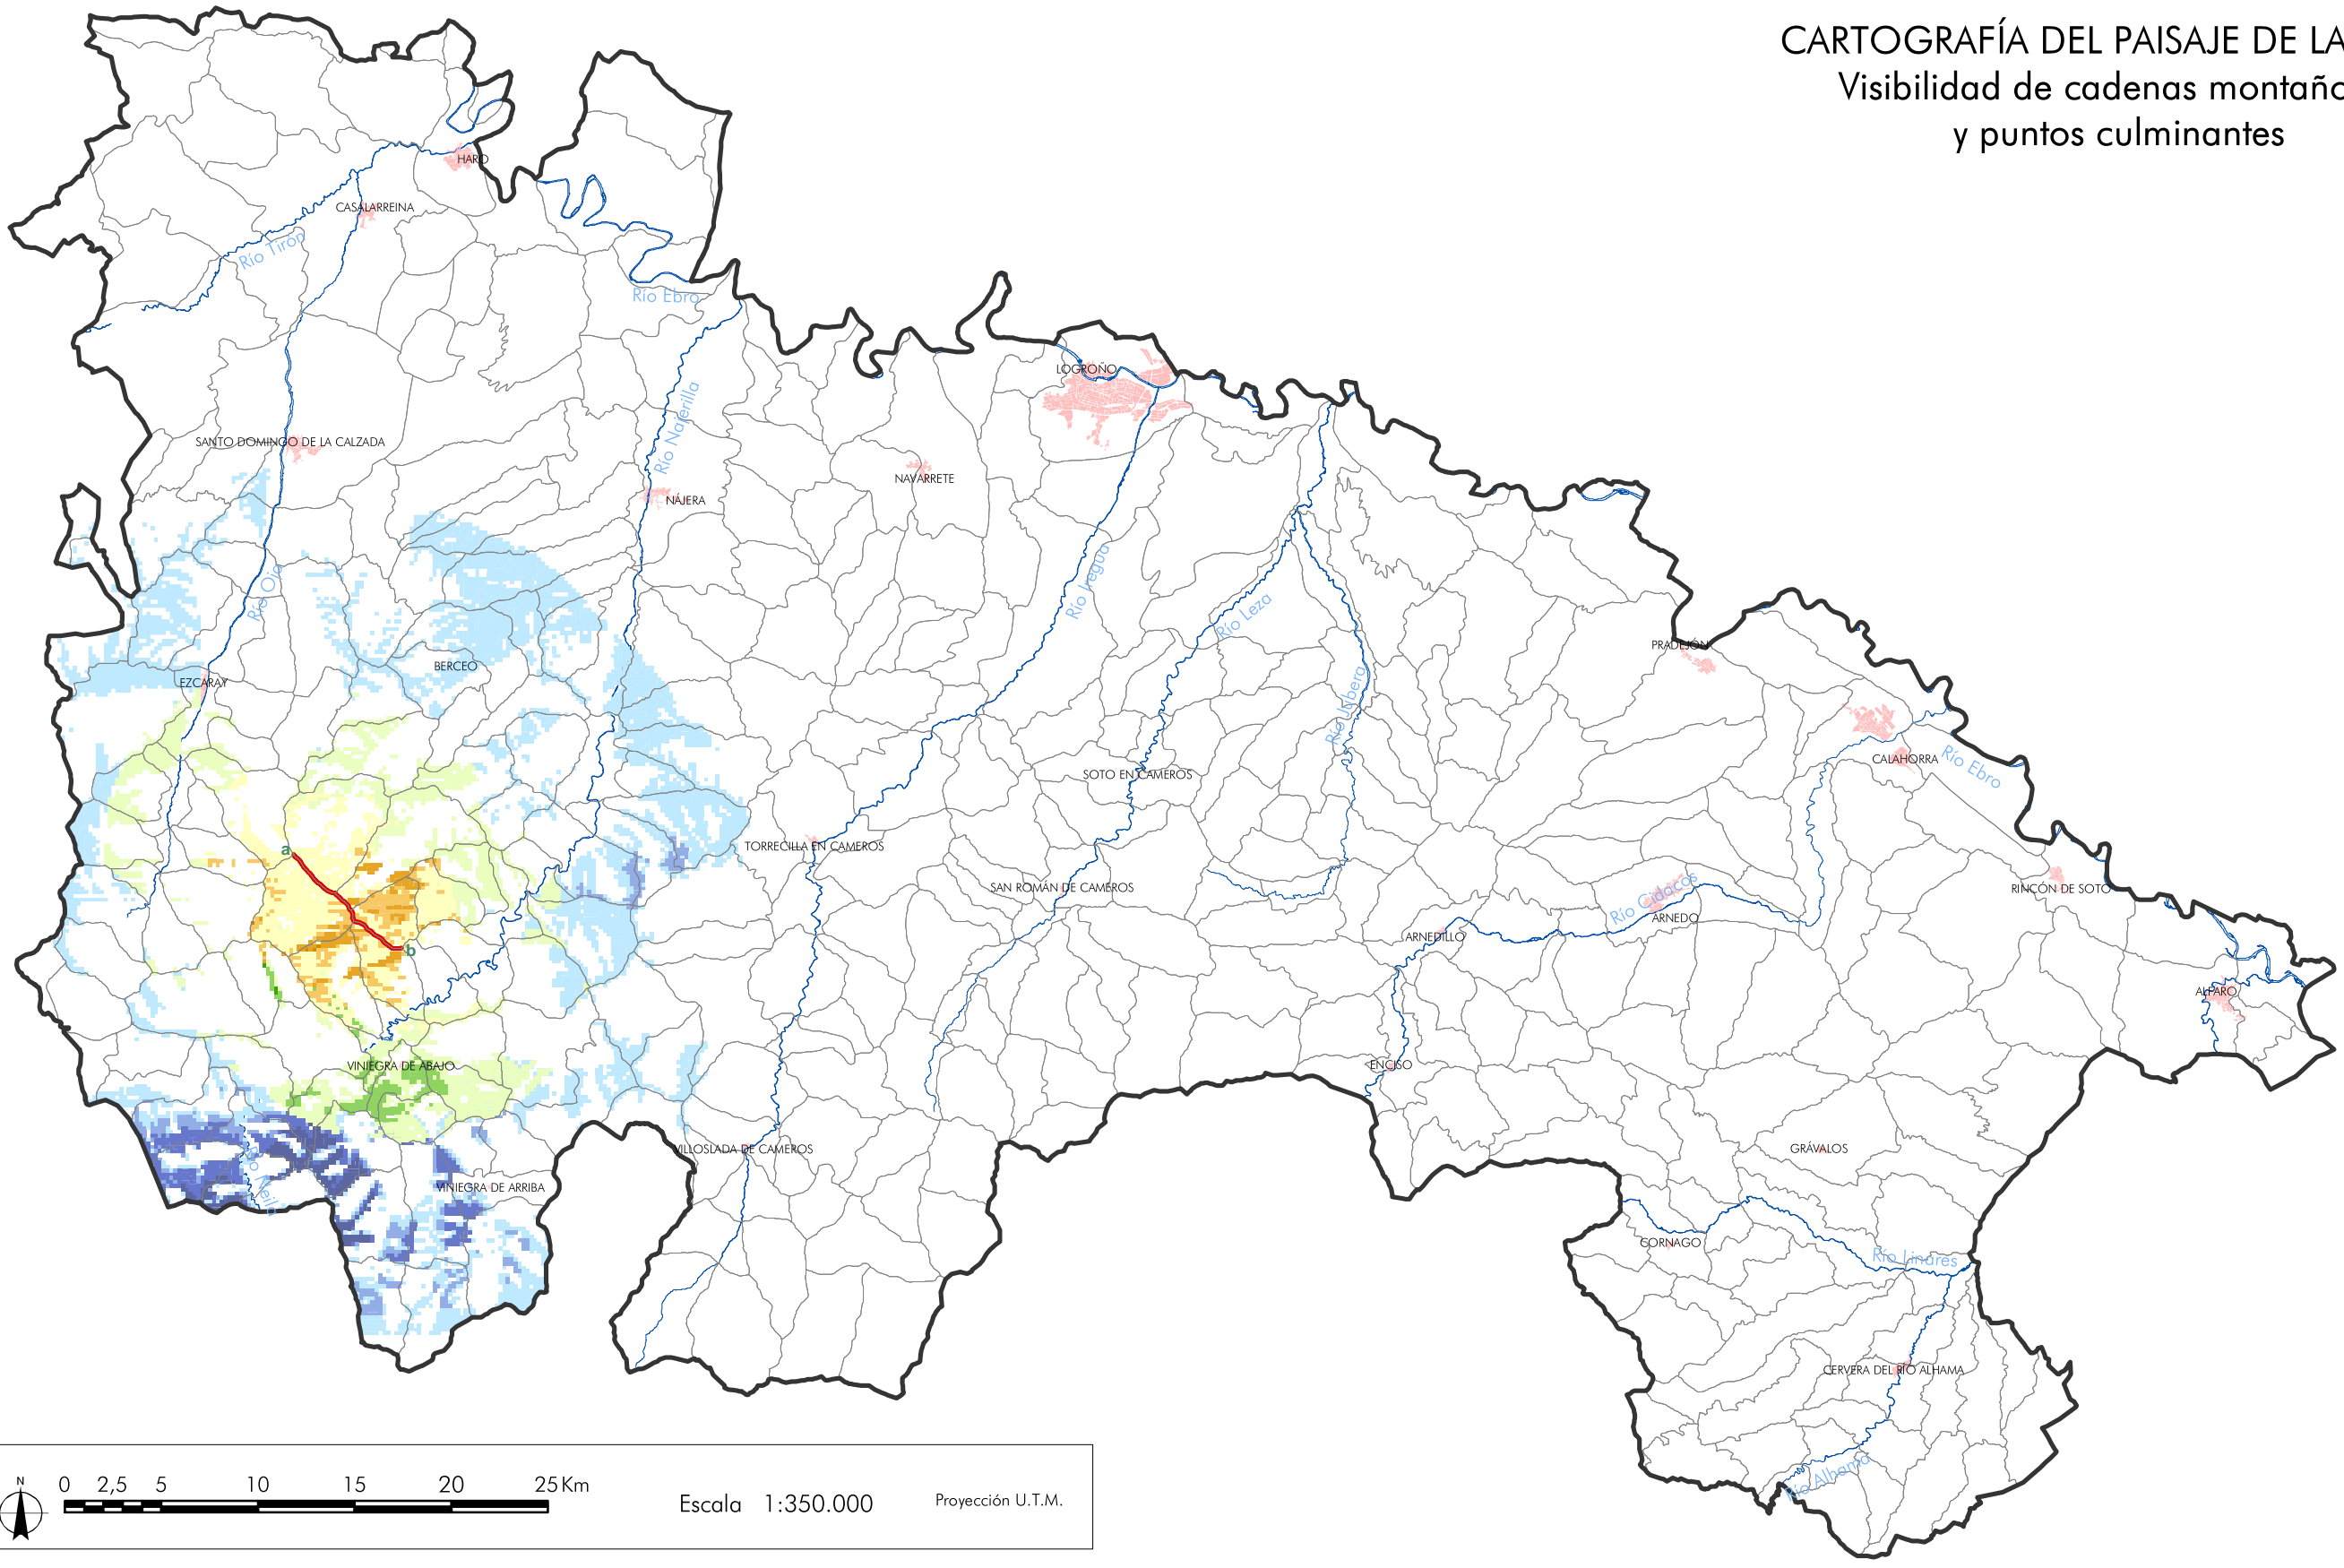 CARTOGRAFÍA DEL PAISAJE DE LA
Visibilidad de cadenas montaño
y puntos culminantes
HARO
CASALARREINA
Río Tirón
Río Ebro
LOGROÑO
Río Najerilla
SANTO DOMINGO DE LA CALZADA
NAVARRETE
NÁJERA
Río Oja
Río Iregua
Río Leza
PRADEJÓN
BERCEO
EZCARAY
Río Jubera
CALAHORRA
Río Ebro
SOTO EN CAMEROS
a
TORRECILLA EN CAMEROS
SAN ROMÁN DE CAMEROS
RINCÓN DE SOTO
Río Cidacos
ARNEDO
ARNEDILLO
b
ALFARO
VINIEGRA DE ABAJO
ENCISO
VILLOSLADA DE CAMEROS
GRÁVALOS
Río Neila
VINIEGRA DE ARRIBA
CORNAGO
Río Linares
CERVERA DEL RÍO ALHAMA
Río Alhama
N
0 2,5 5 10 15 20 25 Km
Escala 1:350.000
Proyección U.T.M.